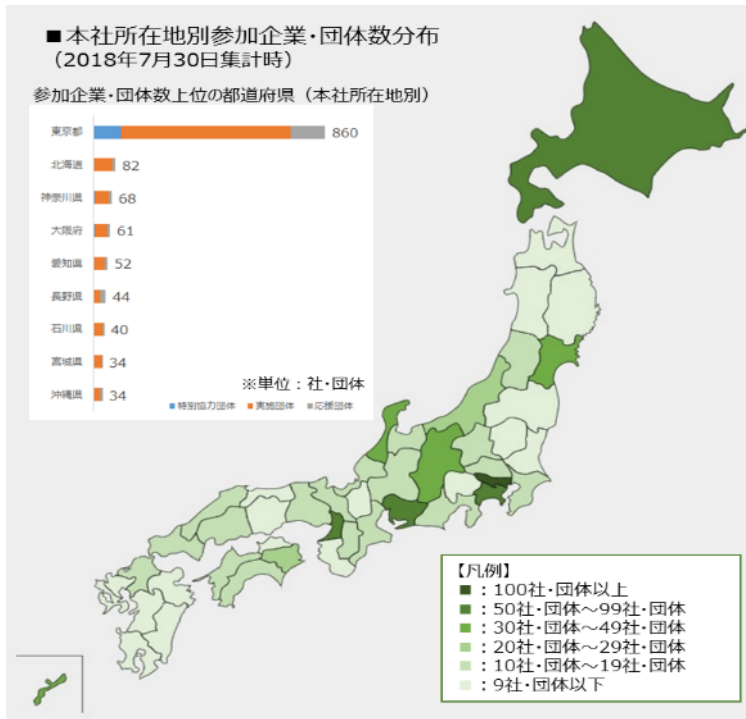 ■本社所在地別参加企業・団体数分布
（2018年7月30日集計時）
参加企業・団体数上位の都道府県（本社所在地別）
東京都 860
北海道 82
神奈川県 68
大阪府 61
愛知県 52
長野県 44
石川県 40
宮城県 34
沖縄県 34
※単位：社・団体
■特別協力団体 ■実施団体 ■応援団体
【凡例】
■：100社・団体以上
■：50社・団体～99社・団体
■：30社・団体～49社・団体
■：20社・団体～29社・団体
■：10社・団体～19社・団体
■：9社・団体以下